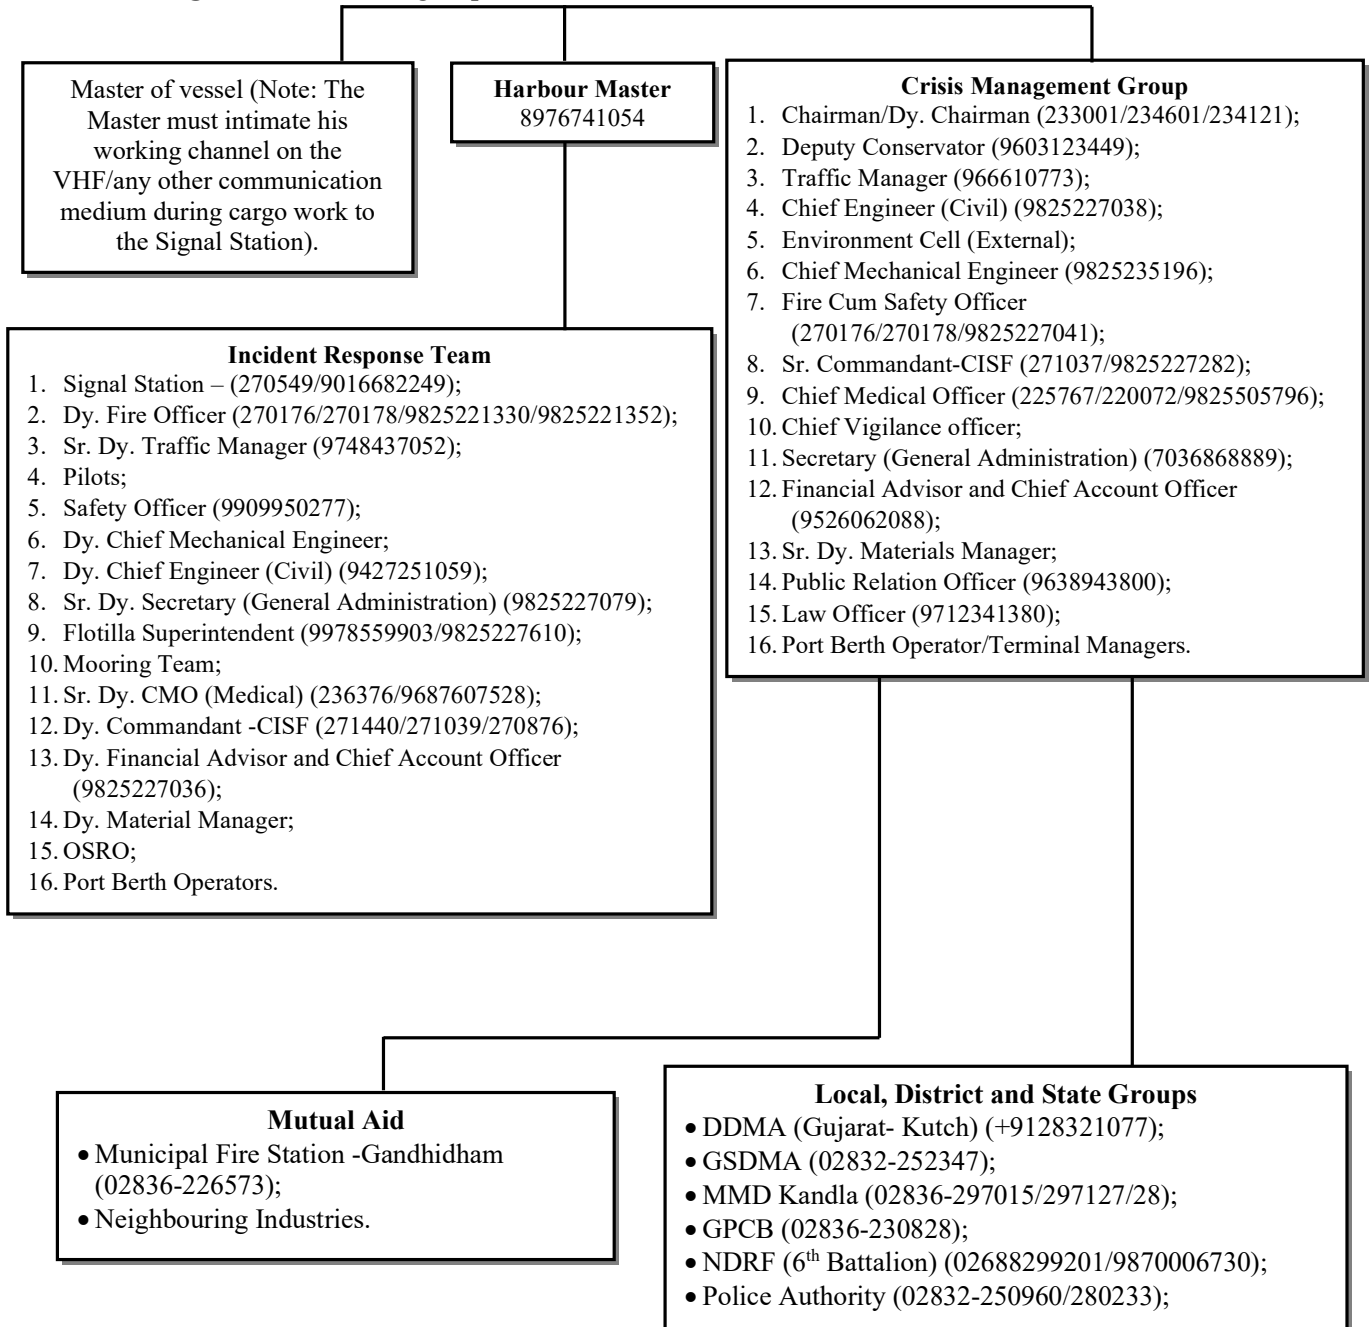 Master of vessel (Note: The
Master must intimate his
working channel on the
VHF/any other communication
medium during cargo work to
the Signal Station).
Harbour Master
8976741054
Crisis Management Group
1. Chairman/Dy. Chairman (233001/234601/234121);
2. Deputy Conservator (9603123449);
3. Traffic Manager (966610773);
4. Chief Engineer (Civil) (9825227038);
5. Environment Cell (External);
6. Chief Mechanical Engineer (9825235196);
7. Fire Cum Safety Officer
(270176/270178/9825227041);
8. Sr. Commandant-CISF (271037/9825227282);
9. Chief Medical Officer (225767/220072/9825505796);
10. Chief Vigilance officer;
11. Secretary (General Administration) (7036868889);
12. Financial Advisor and Chief Account Officer
(9526062088);
13. Sr. Dy. Materials Manager;
14. Public Relation Officer (9638943800);
15. Law Officer (9712341380);
16. Port Berth Operator/Terminal Managers.
Incident Response Team
1. Signal Station – (270549/9016682249);
2. Dy. Fire Officer (270176/270178/9825221330/9825221352);
3. Sr. Dy. Traffic Manager (9748437052);
4. Pilots;
5. Safety Officer (9909950277);
6. Dy. Chief Mechanical Engineer;
7. Dy. Chief Engineer (Civil) (9427251059);
8. Sr. Dy. Secretary (General Administration) (9825227079);
9. Flotilla Superintendent (9978559903/9825227610);
10. Mooring Team;
11. Sr. Dy. CMO (Medical) (236376/9687607528);
12. Dy. Commandant -CISF (271440/271039/270876);
13. Dy. Financial Advisor and Chief Account Officer
(9825227036);
14. Dy. Material Manager;
15. OSRO;
16. Port Berth Operators.
Mutual Aid
• Municipal Fire Station -Gandhidham
(02836-226573);
• Neighbouring Industries.
Local, District and State Groups
• DDMA (Gujarat- Kutch) (+9128321077);
• GSDMA (02832-252347);
• MMD Kandla (02836-297015/297127/28);
• GPCB (02836-230828);
• NDRF (6th Battalion) (02688299201/9870006730);
• Police Authority (02832-250960/280233);